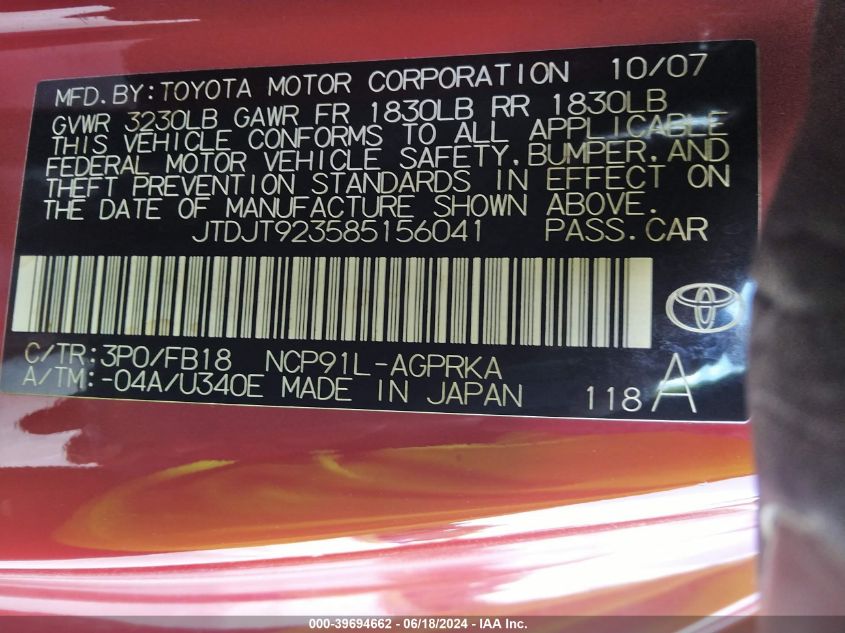 MFD. BY: TOYOTA MOTOR CORPORATION 10/07
GVWR 3230LB GAWR FR 1830LB RR 1830LB
THIS VEHICLE CONFORMS TO ALL APPLICABLE
FEDERAL MOTOR VEHICLE SAFETY, BUMPER, AND
THEFT PREVENTION STANDARDS IN EFFECT ON
THE DATE OF MANUFACTURE SHOWN ABOVE.
JTDJT923585156041 PASS. CAR
C/TR: 3P0/FB18 NCP91L-AGPRKA
A/TM: -04A/U340E MADE IN JAPAN 118 A
000-39694662 - 06/18/2024 - IAA Inc.